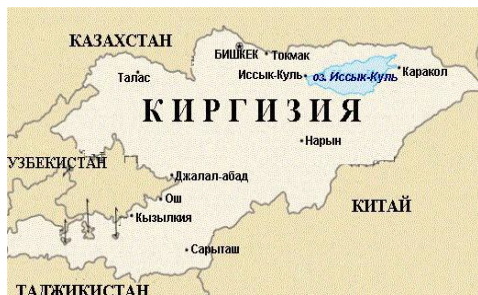 КАЗАХСТАН
БИШКЕК
Токмак
Талас
Иссык-Куль
оз. Иссык-Куль
Каракол
КИРГИЗИЯ
Нарын
УЗБЕКИСТАН
Джалал-абад
Ош
КИТАЙ
Кызылкия
Сарыташ
ТАДЖИКИСТАН